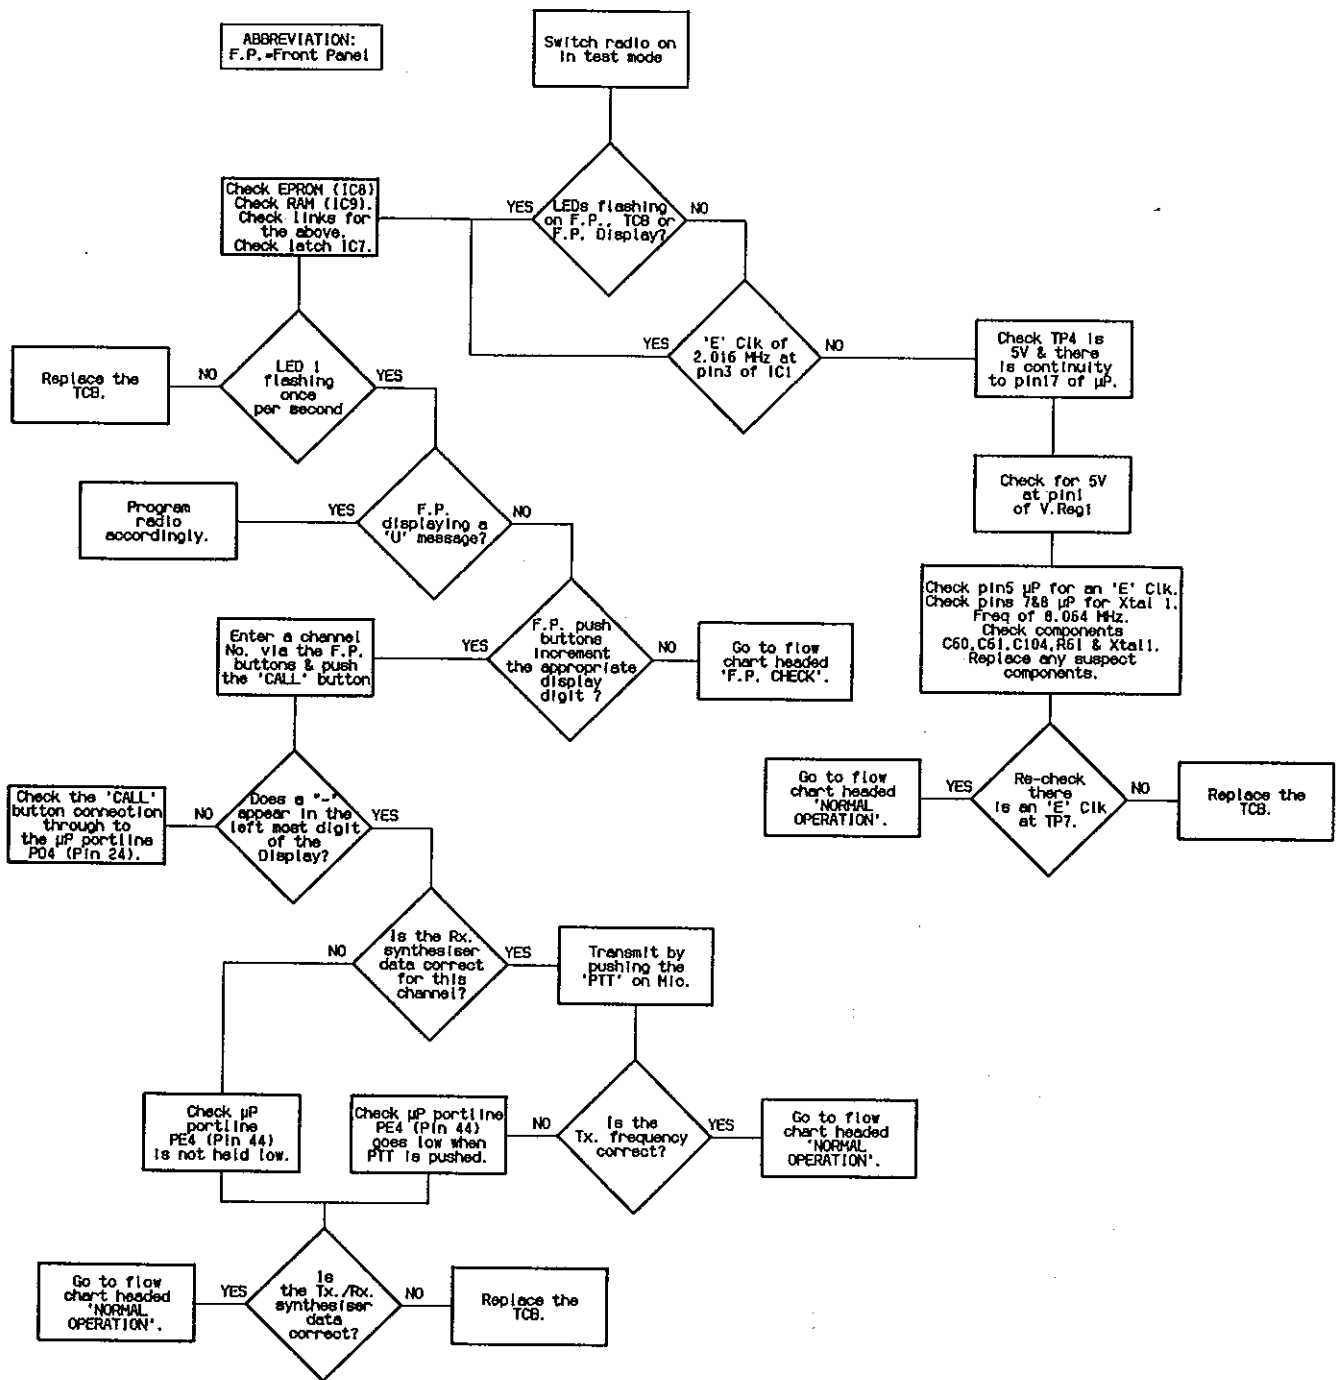 ABBREVIATION:
F.P.=Front Panel
Switch radio on
in test mode
LEDs flashing
on F.P., TCB or
F.P. Display?
YES
NO
Check EPROM (IC8)
Check RAM (IC9).
Check links for
the above.
Check latch IC7.
'E' Clk of
2.016 MHz at
pin3 of IC1
YES
NO
Check TP4 is
5V & there
is continuity
to pin17 of µP.
LED 1
flashing
once
per second
NO
YES
Replace the
TCB.
Check for 5V
at pin1
of V.Reg1
F.P.
displaying a
'U' message?
YES
NO
Program
radio
accordingly.
Check pin5 µP for an 'E' Clk.
Check pins 7&8 µP for Xtal 1.
Freq of 8.064 MHz.
Check components
C60,C61,C104,R61 & Xtal1.
Replace any suspect
components.
F.P. push
buttons
increment
the appropriate
display
digit ?
YES
NO
Enter a channel
No. via the F.P.
buttons & push
the 'CALL' button
Go to flow
chart headed
'F.P. CHECK'.
Re-check
there
is an 'E' Clk
at TP7.
YES
NO
Go to flow
chart headed
'NORMAL
OPERATION'.
Replace the
TCB.
Does a "-"
appear in the
left most digit
of the
Display?
NO
YES
Check the 'CALL'
button connection
through to
the µP portline
PD4 (Pin 24).
Is the Rx.
synthesiser
data correct
for this
channel?
NO
YES
Transmit by
pushing the
'PTT' on Mic.
Check µP
portline
PE4 (Pin 44)
is not held low.
Check µP portline
PE4 (Pin 44)
goes low when
PTT is pushed.
NO
Is the
Tx. frequency
correct?
YES
Go to flow
chart headed
'NORMAL
OPERATION'.
Is
the Tx./Rx.
synthesiser
data
correct?
YES
NO
Go to flow
chart headed
'NORMAL
OPERATION'.
Replace the
TCB.